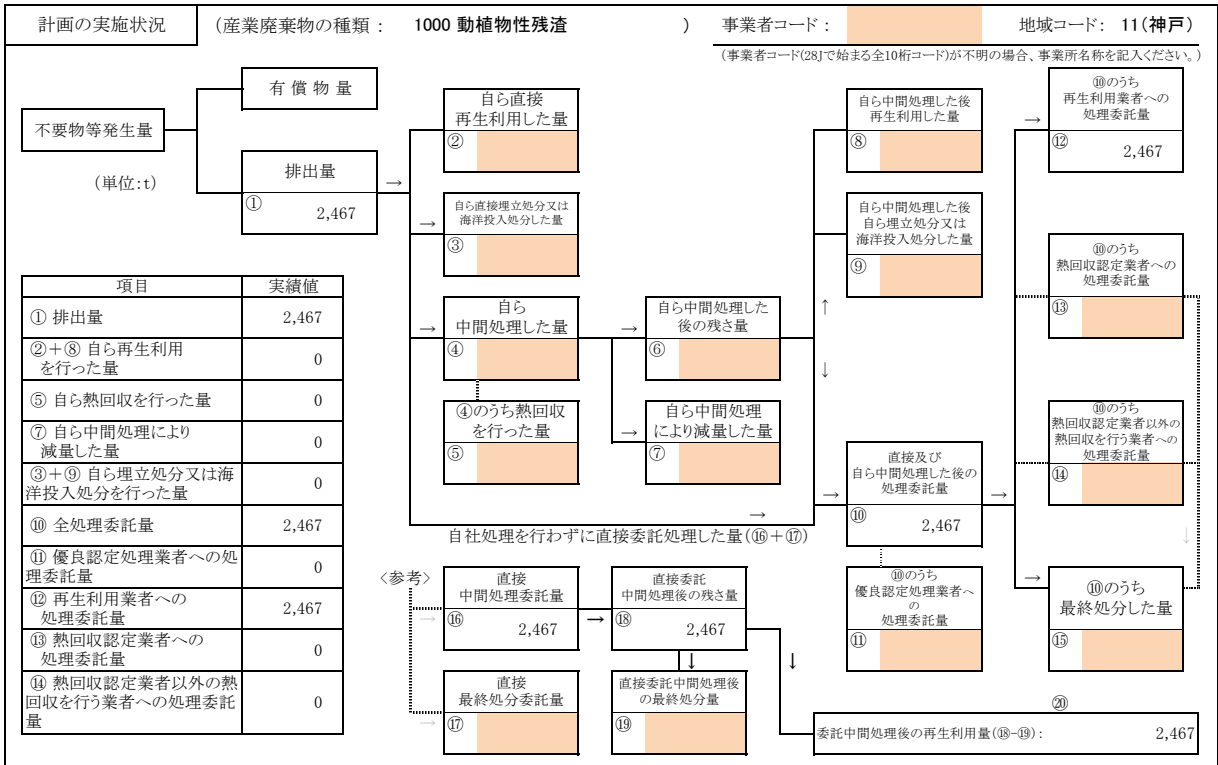 計画の実施状況
(産業廃棄物の種類： 1000 動植物性残渣 )
事業者コード：
地域コード： 11(神戸)
(事業者コード(28Jで始まる全10桁コード)が不明の場合、事業所名称を記入ください。)
不要物等発生量
(単位:t)
有償物量
排出量
① 2,467
→
自ら直接
再生利用した量
②
→
自ら直接埋立処分又は
海洋投入処分した量
③
→
自ら
中間処理した量
④
④のうち熱回収
を行った量
⑤
→
自ら中間処理した
後の残さ量
⑥
→
自ら中間処理
により減量した量
⑦
自ら中間処理した後
再生利用した量
⑧
自ら中間処理した後
自ら埋立処分又は
海洋投入処分した量
⑨
↑
↓
→
直接及び
自ら中間処理した後の
処理委託量
⑩ 2,467
→
⑩のうち
優良認定処理業者へ
の
処理委託量
⑪
→
⑩のうち
再生利用業者への
処理委託量
⑫ 2,467
⑩のうち
熱回収認定業者への
処理委託量
⑬
⑩のうち
熱回収認定業者以外の
熱回収を行う業者への
処理委託量
⑭
↓
→
⑩のうち
最終処分した量
⑮
→
自社処理を行わずに直接委託処理した量(⑯＋⑰)
〈参考〉
→
直接
中間処理委託量
⑯ 2,467
→
直接委託
中間処理後の残さ量
⑱ 2,467
→
直接
最終処分委託量
⑰
↓
直接委託中間処理後
の最終処分量
⑲
↓
⑳
委託中間処理後の再生利用量(⑱-⑲)： 2,467
項目 実績値
① 排出量 2,467
②＋⑧ 自ら再生利用
を行った量 0
⑤ 自ら熱回収を行った量 0
⑦ 自ら中間処理により
減量した量 0
③＋⑨ 自ら埋立処分又は海
洋投入処分を行った量 0
⑩ 全処理委託量 2,467
⑪ 優良認定処理業者への処
理委託量 0
⑫ 再生利用業者への
処理委託量 2,467
⑬ 熱回収認定業者への
処理委託量 0
⑭ 熱回収認定業者以外の熱
回収を行う業者への処理委託
量 0